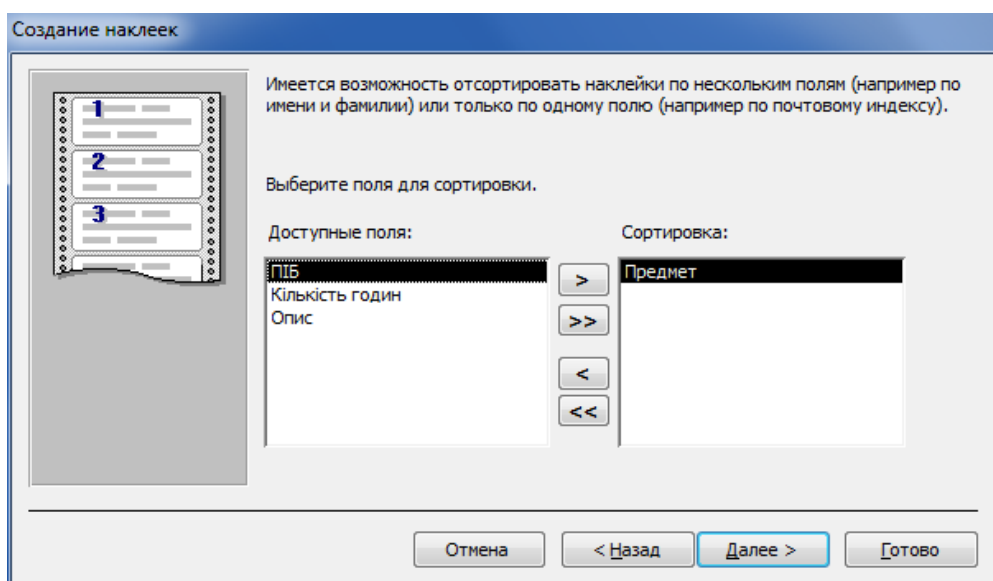 Создание наклеек
Имеется возможность отсортировать наклейки по нескольким полям (например по
имени и фамилии) или только по одному полю (например по почтовому индексу).
1
2
3
Выберите поля для сортировки.
Доступные поля:
Сортировка:
ПІБ
Кількість годин
Опис
>
>>
<
<<
Предмет
Отмена
< Назад
Далее >
Готово